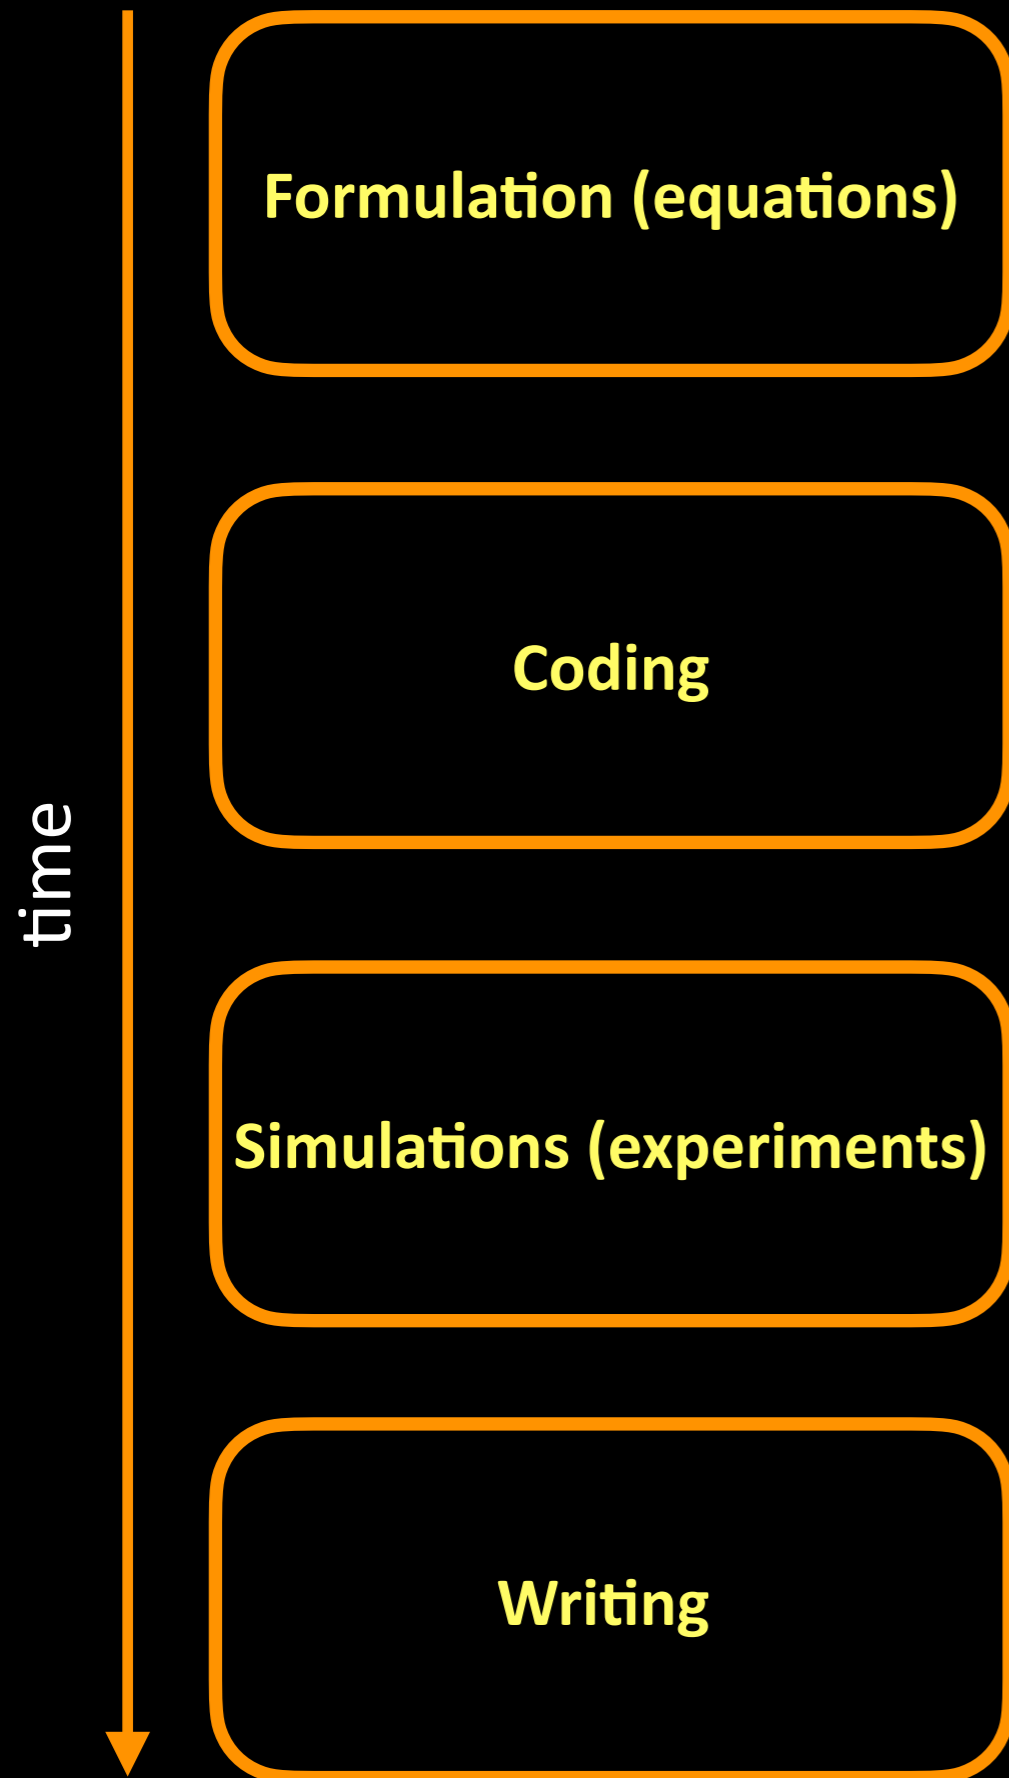 Formulation (equations)
Coding
time
Simulations (experiments)
Writing